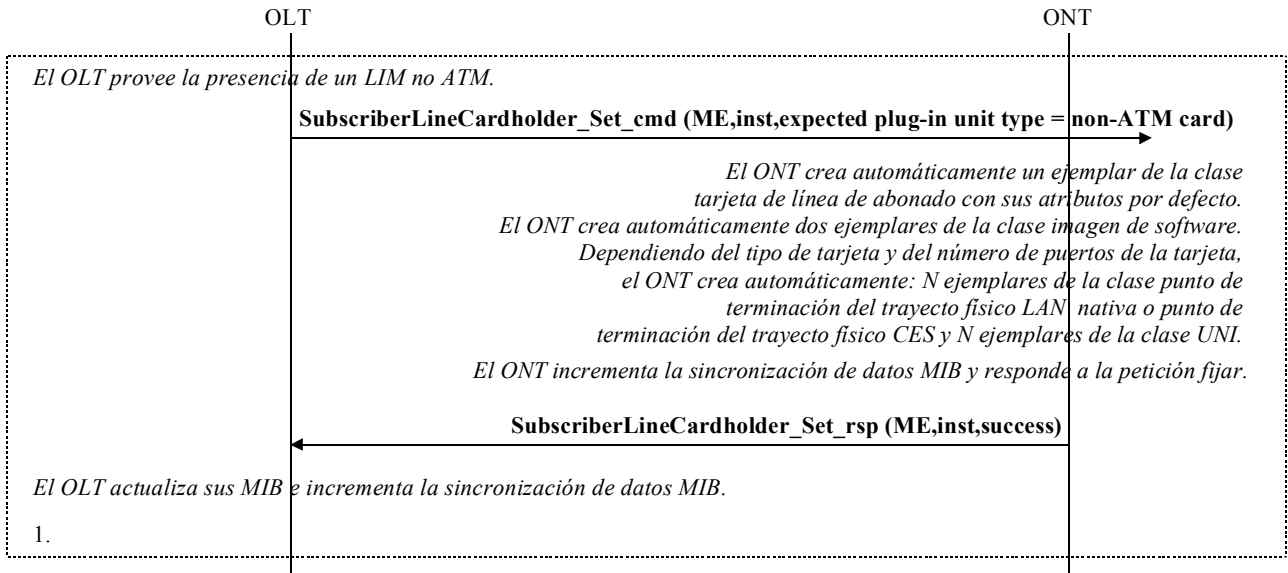 OLT ONT
El OLT provee la presencia de un LIM no ATM.
SubscriberLineCardholder_Set_cmd (ME,inst,expected plug-in unit type = non-ATM card)
El ONT crea automáticamente un ejemplar de la clase
tarjeta de línea de abonado con sus atributos por defecto.
El ONT crea automáticamente dos ejemplares de la clase imagen de software.
Dependiendo del tipo de tarjeta y del número de puertos de la tarjeta,
el ONT crea automáticamente: N ejemplares de la clase punto de
terminación del trayecto físico LAN nativa o punto de
terminación del trayecto físico CES y N ejemplares de la clase UNI.
El ONT incrementa la sincronización de datos MIB y responde a la petición fijar.
SubscriberLineCardholder_Set_rsp (ME,inst,success)
El OLT actualiza sus MIB e incrementa la sincronización de datos MIB.
1.